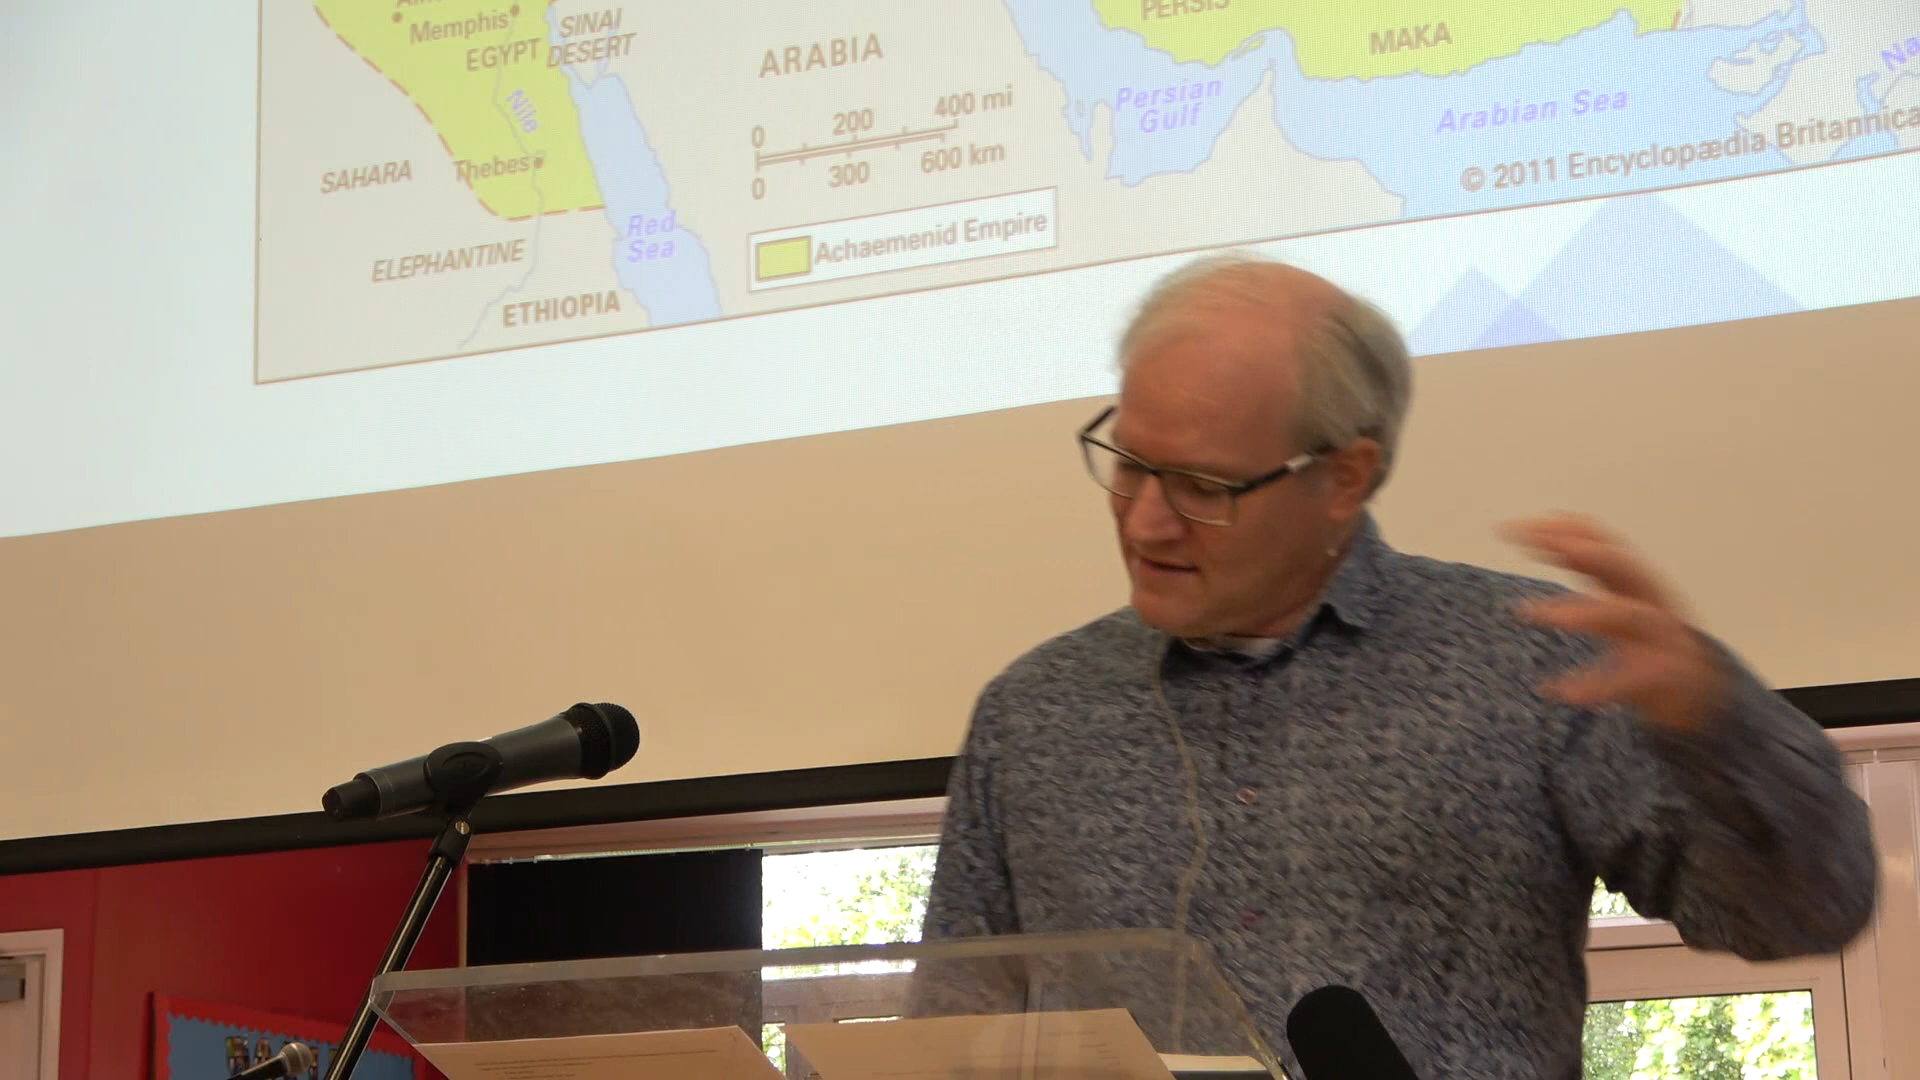 Memphis
EGYPT
SINAI
DESERT
ARABIA
PERSIS
MAKA
Nile
Persian
Gulf
Arabian Sea
0 200 400 mi
0 300 600 km
SAHARA
Thebes
© 2011 Encyclopædia Britannica
Red
Sea
Achaemenid Empire
ELEPHANTINE
ETHIOPIA